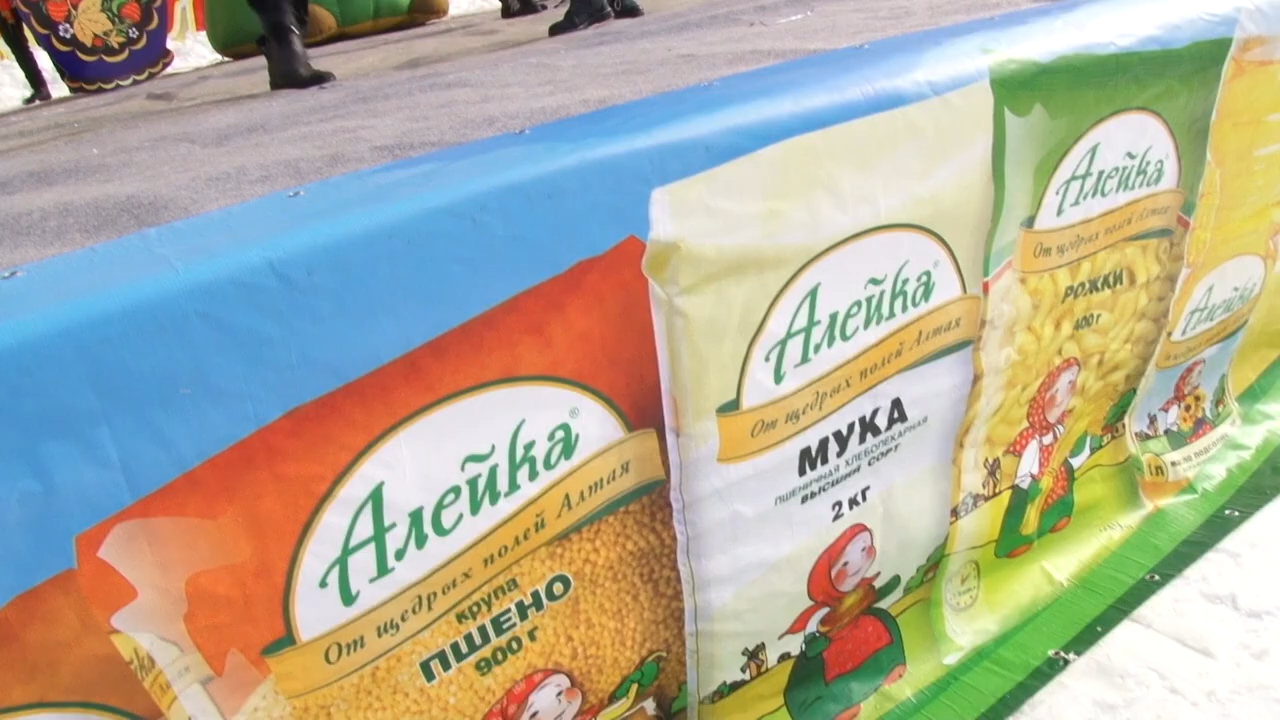 Алейка®
От щедрых полей Алтая
крупа
ПШЕНО
900 г
Алейка®
От щедрых полей Алтая
МУКА
ПШЕНИЧНАЯ ХЛЕБОПЕКАРНАЯ
ВЫСШИЙ СОРТ
2 КГ
Алейка®
От щедрых полей Алтая
РОЖКИ
400 г
Алейка
1л